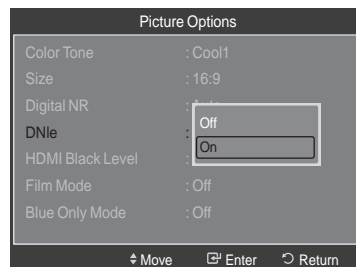 Picture Options
Color Tone : Cool1
Size : 16:9
Digital NR :
Off
DNIe :
On
HDMI Black Level :
Film Mode : Off
Blue Only Mode : Off
Move Enter Return